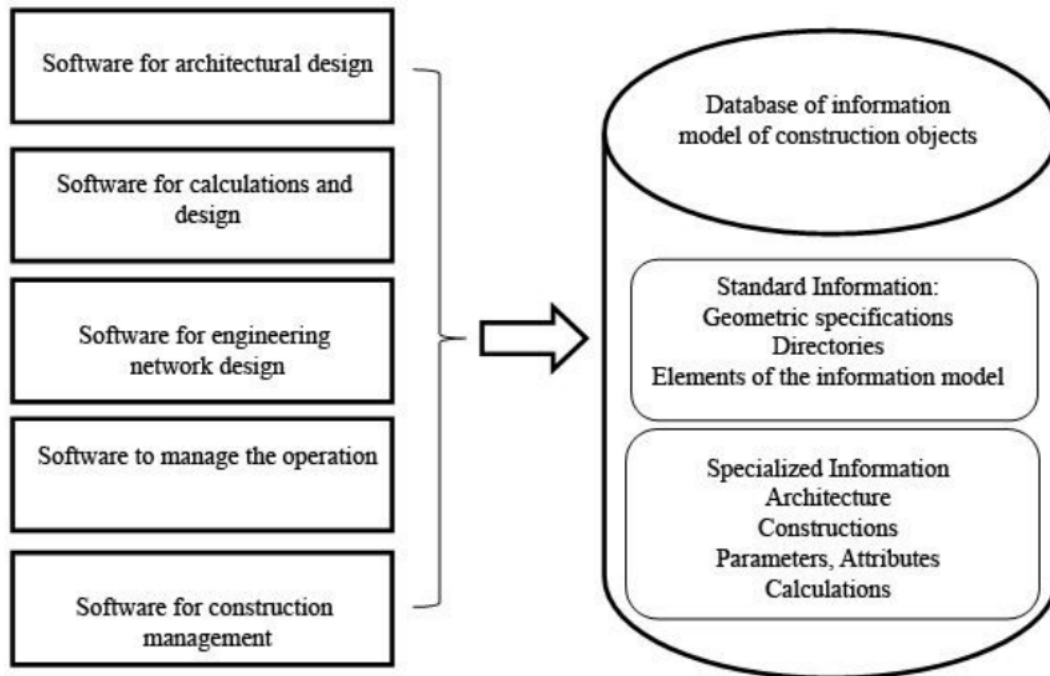 Software for architectural design
Software for calculations and
design
Software for engineering
network design
Software to manage the operation
Software for construction
management
Database of information
model of construction objects
Standard Information:
Geometric specifications
Directories
Elements of the information model
Specialized Information
Architecture
Constructions
Parameters, Attributes
Calculations